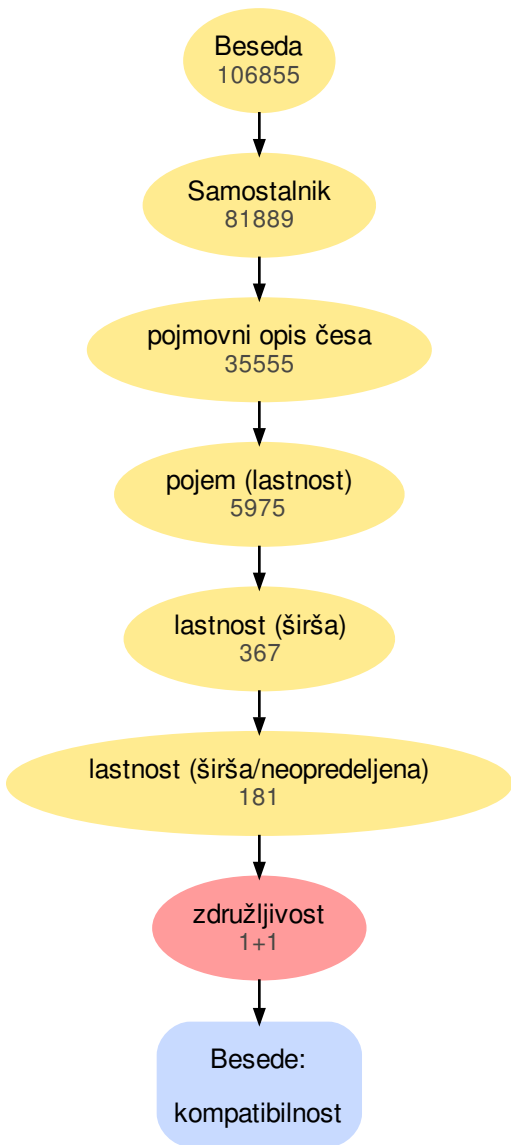 Beseda
106855
Samostalnik
81889
pojmovni opis česa
35555
pojem (lastnost)
5975
lastnost (širša)
367
lastnost (širša/neopredeljena)
181
združljivost
1+1
Besede:
kompatibilnost